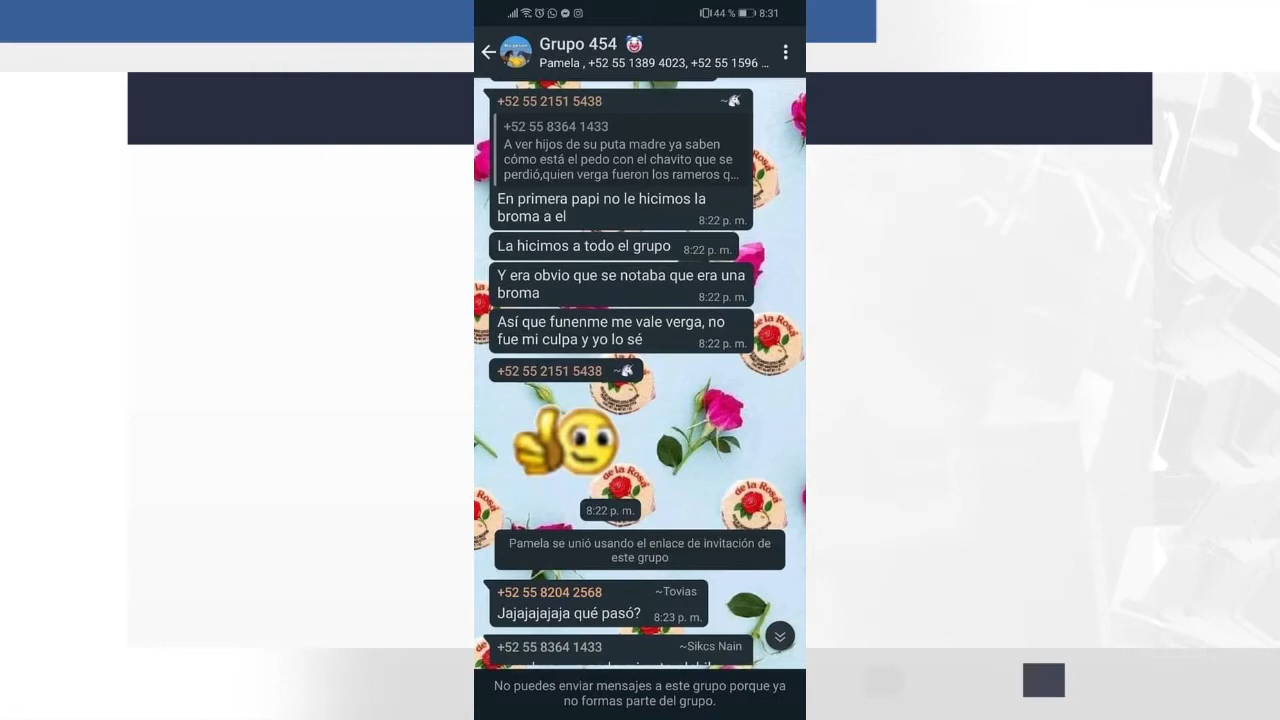 44 % 8:31
Grupo 454
Pamela , +52 55 1389 4023, +52 55 1596 ...
+52 55 2151 5438 ~🦄
+52 55 8364 1433
A ver hijos de su puta madre ya saben
cómo está el pedo con el chavito que se
perdió,quien verga fueron los rameros q...
En primera papi no le hicimos la
broma a el
8:22 p. m.
La hicimos a todo el grupo 8:22 p. m.
Y era obvio que se notaba que era una
broma
8:22 p. m.
Así que funenme me vale verga, no
fue mi culpa y yo lo sé
8:22 p. m.
+52 55 2151 5438 ~🦄
de la Rosa
8:22 p. m.
Pamela se unió usando el enlace de invitación de
este grupo
+52 55 8204 2568 ~Tovias
Jajajajajaja qué pasó? 8:23 p. m.
+52 55 8364 1433 ~Sikcs Nain
No puedes enviar mensajes a este grupo porque ya
no formas parte del grupo.